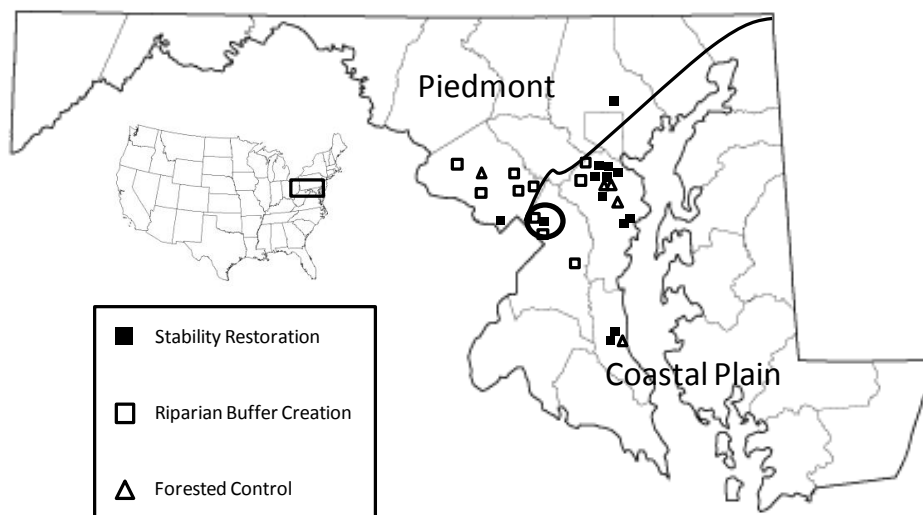 Piedmont
Coastal Plain
Stability Restoration
Riparian Buffer Creation
Forested Control